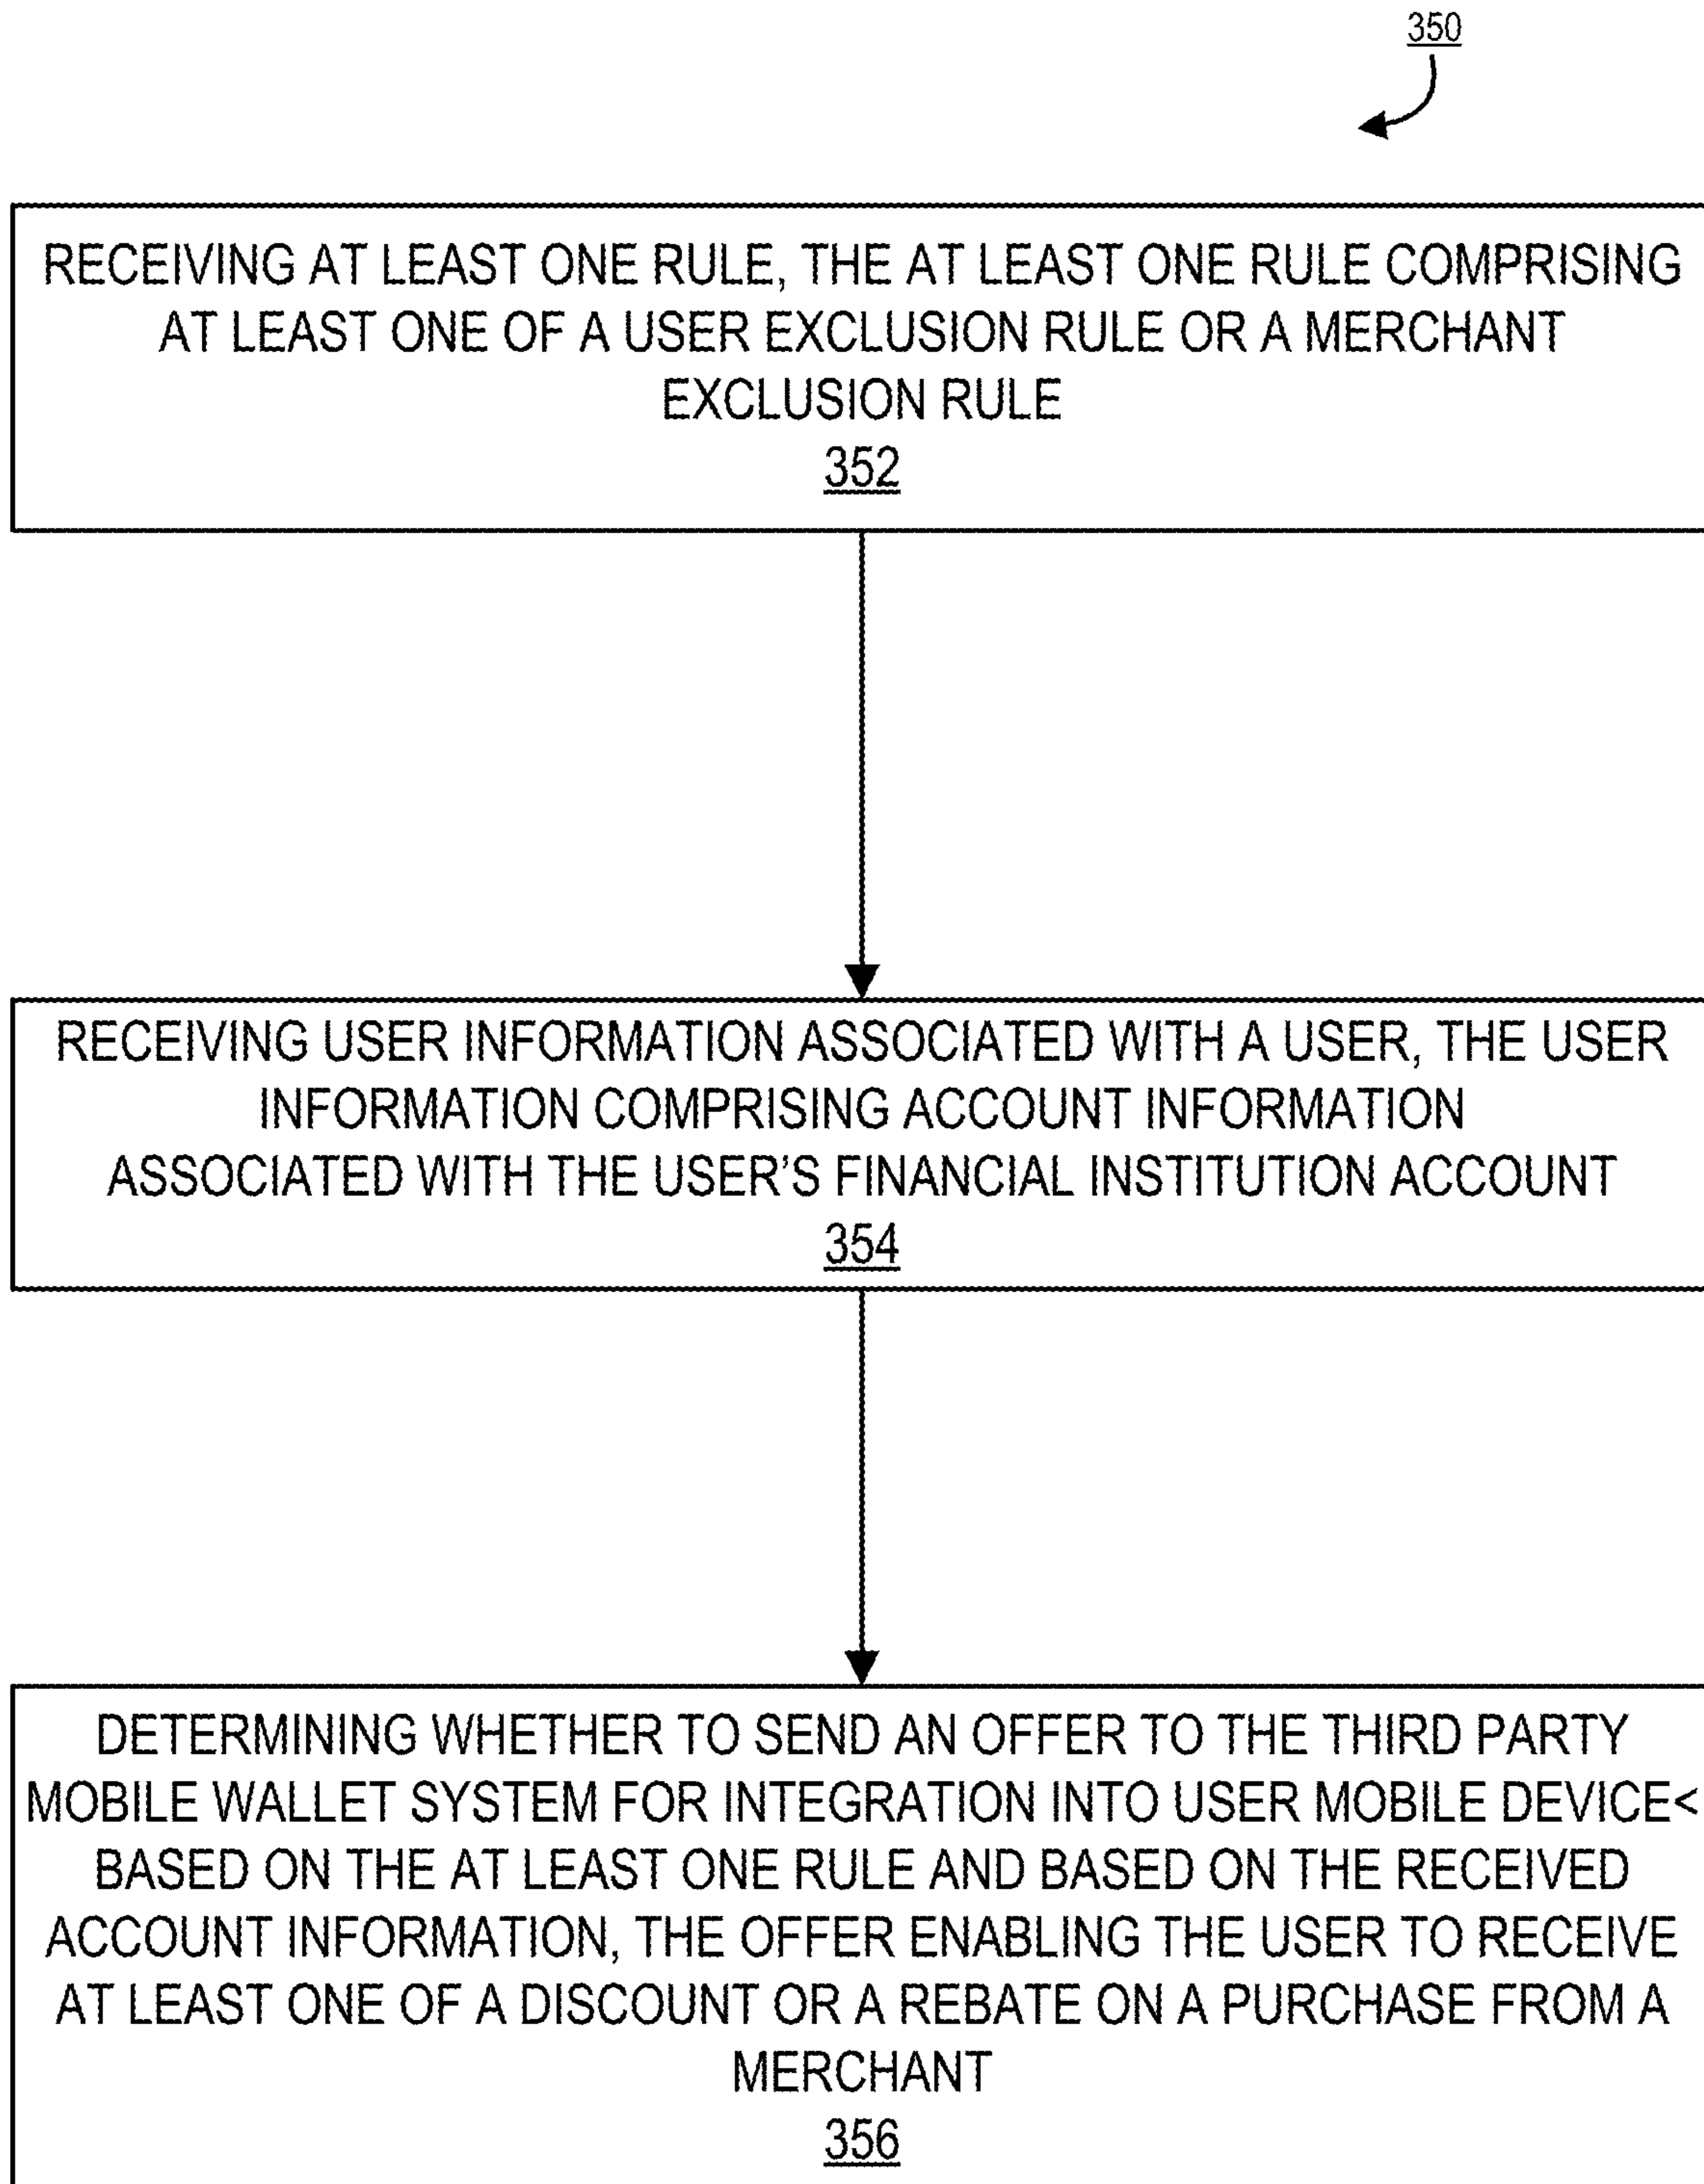 350
RECEIVING AT LEAST ONE RULE, THE AT LEAST ONE RULE COMPRISING
AT LEAST ONE OF A USER EXCLUSION RULE OR A MERCHANT
EXCLUSION RULE
352
RECEIVING USER INFORMATION ASSOCIATED WITH A USER, THE USER
INFORMATION COMPRISING ACCOUNT INFORMATION
ASSOCIATED WITH THE USER’S FINANCIAL INSTITUTION ACCOUNT
354
DETERMINING WHETHER TO SEND AN OFFER TO THE THIRD PARTY
MOBILE WALLET SYSTEM FOR INTEGRATION INTO USER MOBILE DEVICE<
BASED ON THE AT LEAST ONE RULE AND BASED ON THE RECEIVED
ACCOUNT INFORMATION, THE OFFER ENABLING THE USER TO RECEIVE
AT LEAST ONE OF A DISCOUNT OR A REBATE ON A PURCHASE FROM A
MERCHANT
356